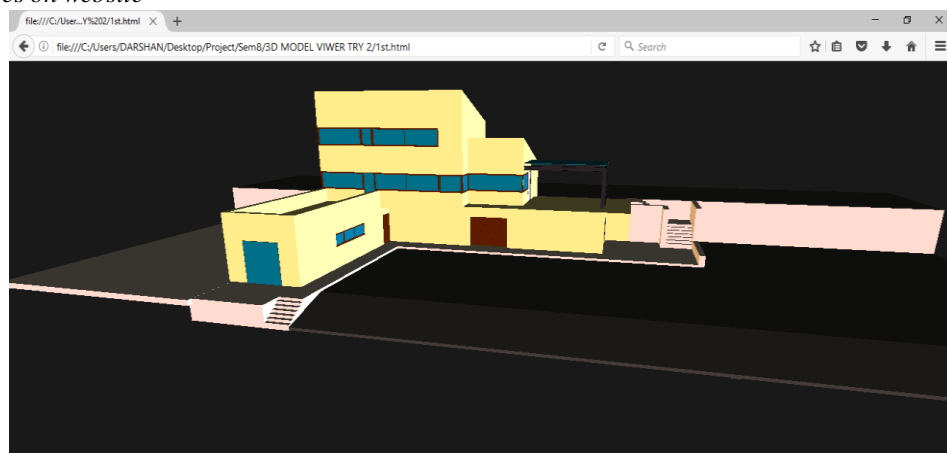 es on website
file:///C:/User...Y%202/1st.html
file:///C:/Users/DARSHAN/Desktop/Project/Sem8/3D MODEL VIWER TRY 2/1st.html
Search